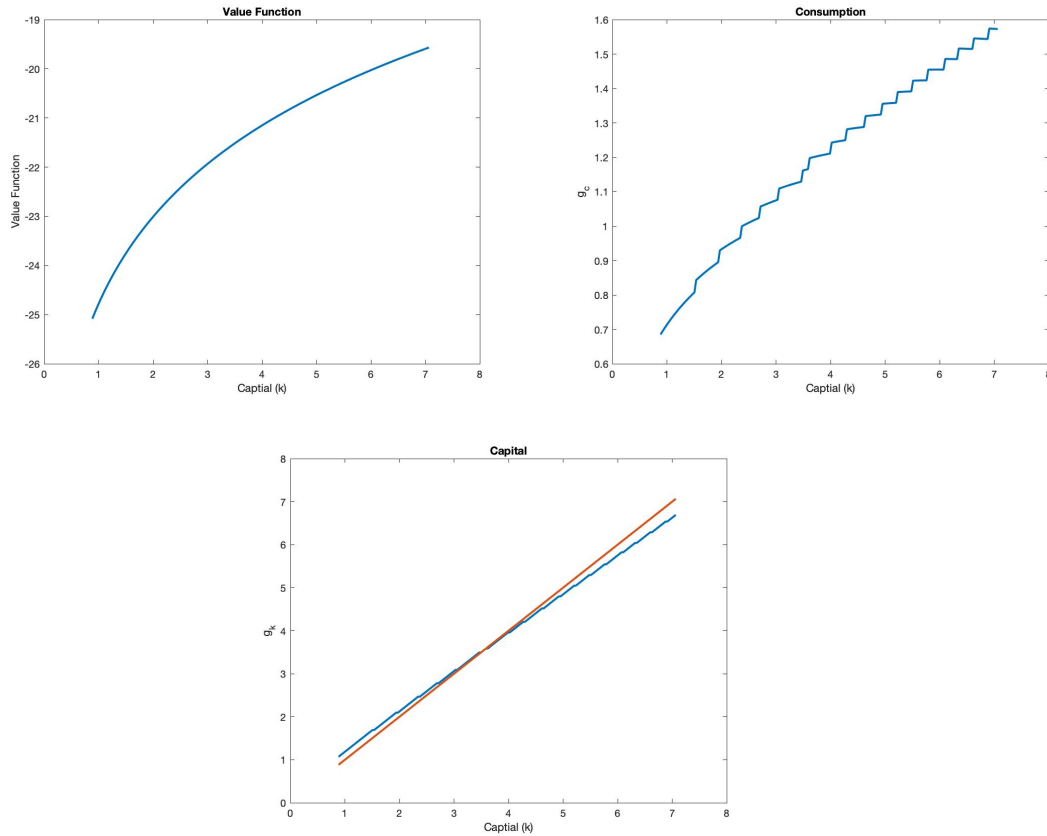 Value Function
-19
-20
-21
-22
-23
-24
-25
-26
Value Function
0 1 2 3 4 5 6 7 8
Captial (k)
Consumption
1.6
1.5
1.4
1.3
1.2
1.1
1
0.9
0.8
0.7
0.6
g_c
0 1 2 3 4 5 6 7 8
Captial (k)
Capital
8
7
6
5
4
3
2
1
0
g_k
0 1 2 3 4 5 6 7 8
Captial (k)